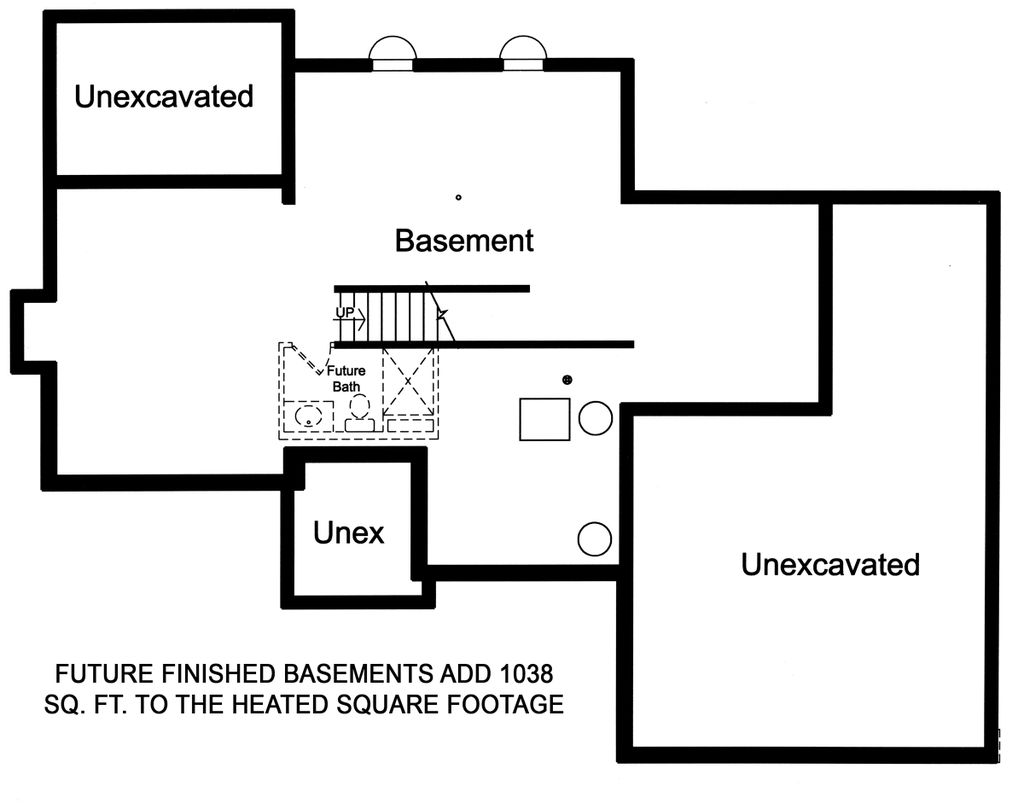 Unexcavated
Basement
UP
Future
Bath
Unex
Unexcavated
FUTURE FINISHED BASEMENTS ADD 1038
SQ. FT. TO THE HEATED SQUARE FOOTAGE